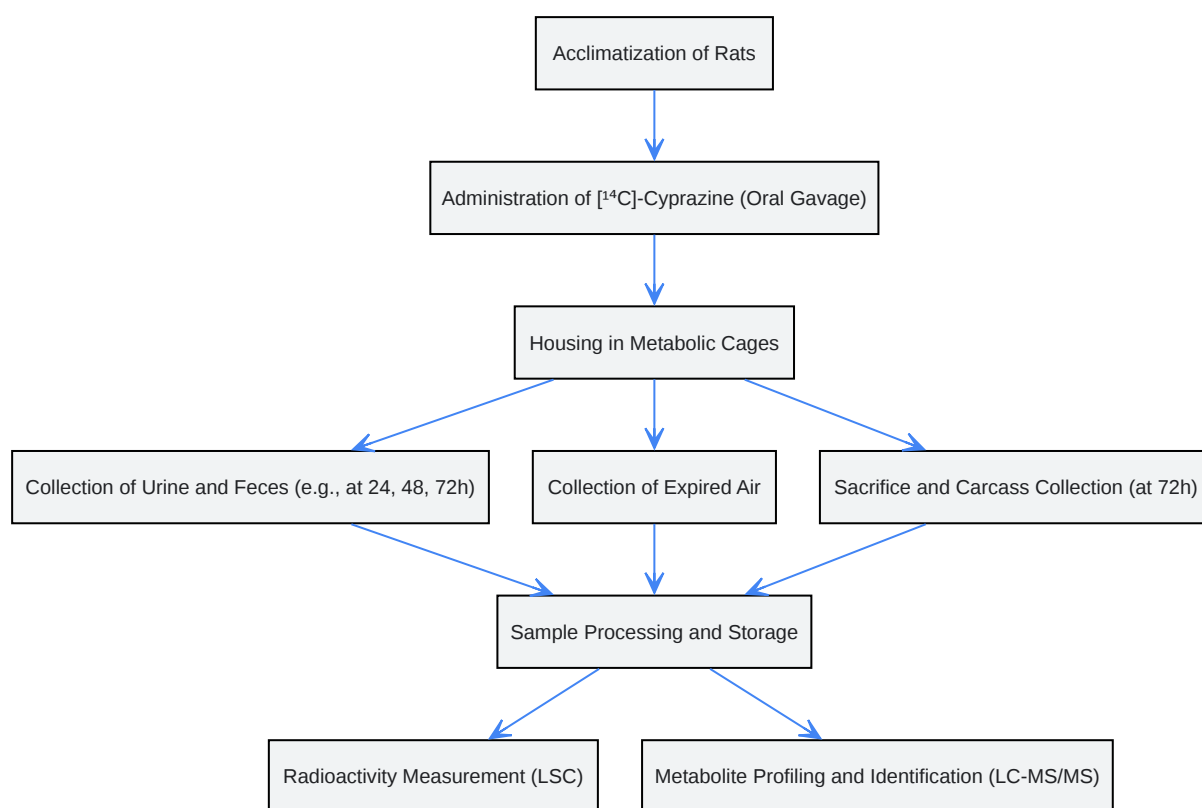 Acclimatization of Rats
Administration of [¹⁴C]-Cyprazine (Oral Gavage)
Housing in Metabolic Cages
Collection of Urine and Feces (e.g., at 24, 48, 72h)
Collection of Expired Air
Sacrifice and Carcass Collection (at 72h)
Sample Processing and Storage
Radioactivity Measurement (LSC)
Metabolite Profiling and Identification (LC-MS/MS)